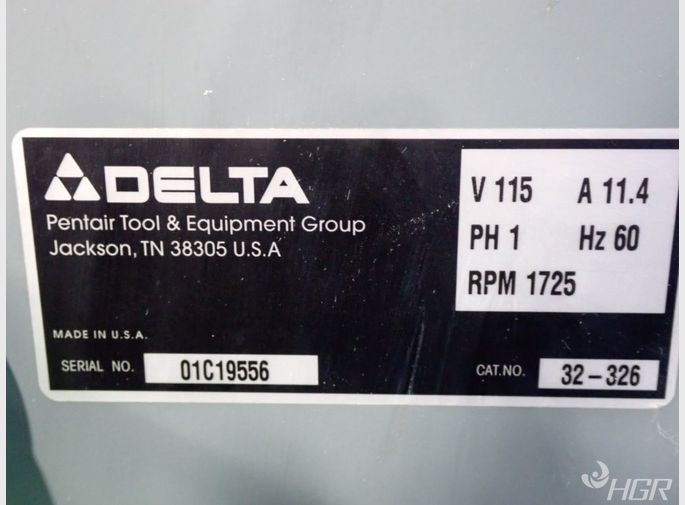 DELTA
Pentair Tool & Equipment Group
Jackson, TN 38305 U.S.A
V 115 A 11.4
PH 1 Hz 60
RPM 1725
MADE IN U.S.A.
SERIAL NO. 01C19556
CAT.NO. 32-326
HGR